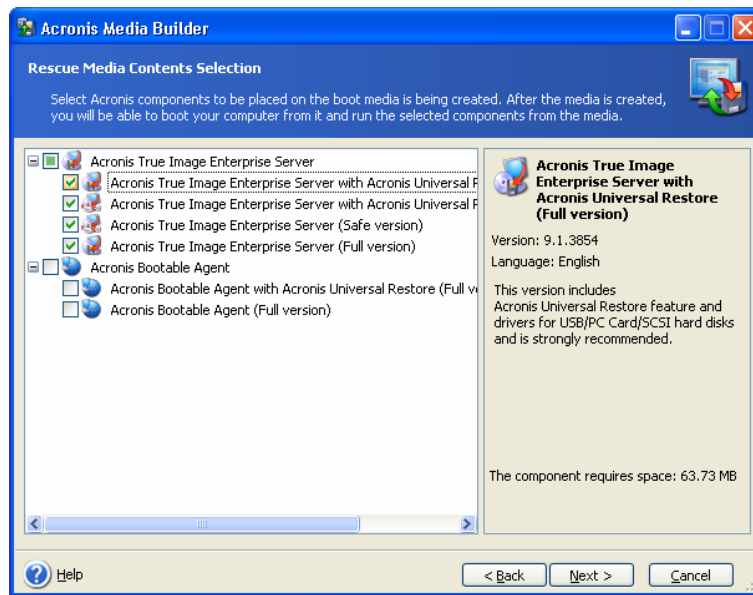 Acronis Media Builder
Rescue Media Contents Selection
Select Acronis components to be placed on the boot media is being created. After the media is created,
you will be able to boot your computer from it and run the selected components from the media.
Acronis True Image Enterprise Server
Acronis True Image Enterprise Server with Acronis Universal R
Acronis True Image Enterprise Server with Acronis Universal R
Acronis True Image Enterprise Server (Safe version)
Acronis True Image Enterprise Server (Full version)
Acronis Bootable Agent
Acronis Bootable Agent with Acronis Universal Restore (Full ve
Acronis Bootable Agent (Full version)
Acronis True Image
Enterprise Server with
Acronis Universal Restore
(Full version)
Version: 9.1.3854
Language: English
This version includes
Acronis Universal Restore feature and
drivers for USB/PC Card/SCSI hard disks
and is strongly recommended.
The component requires space: 63.73 MB
Help
< Back
Next >
Cancel